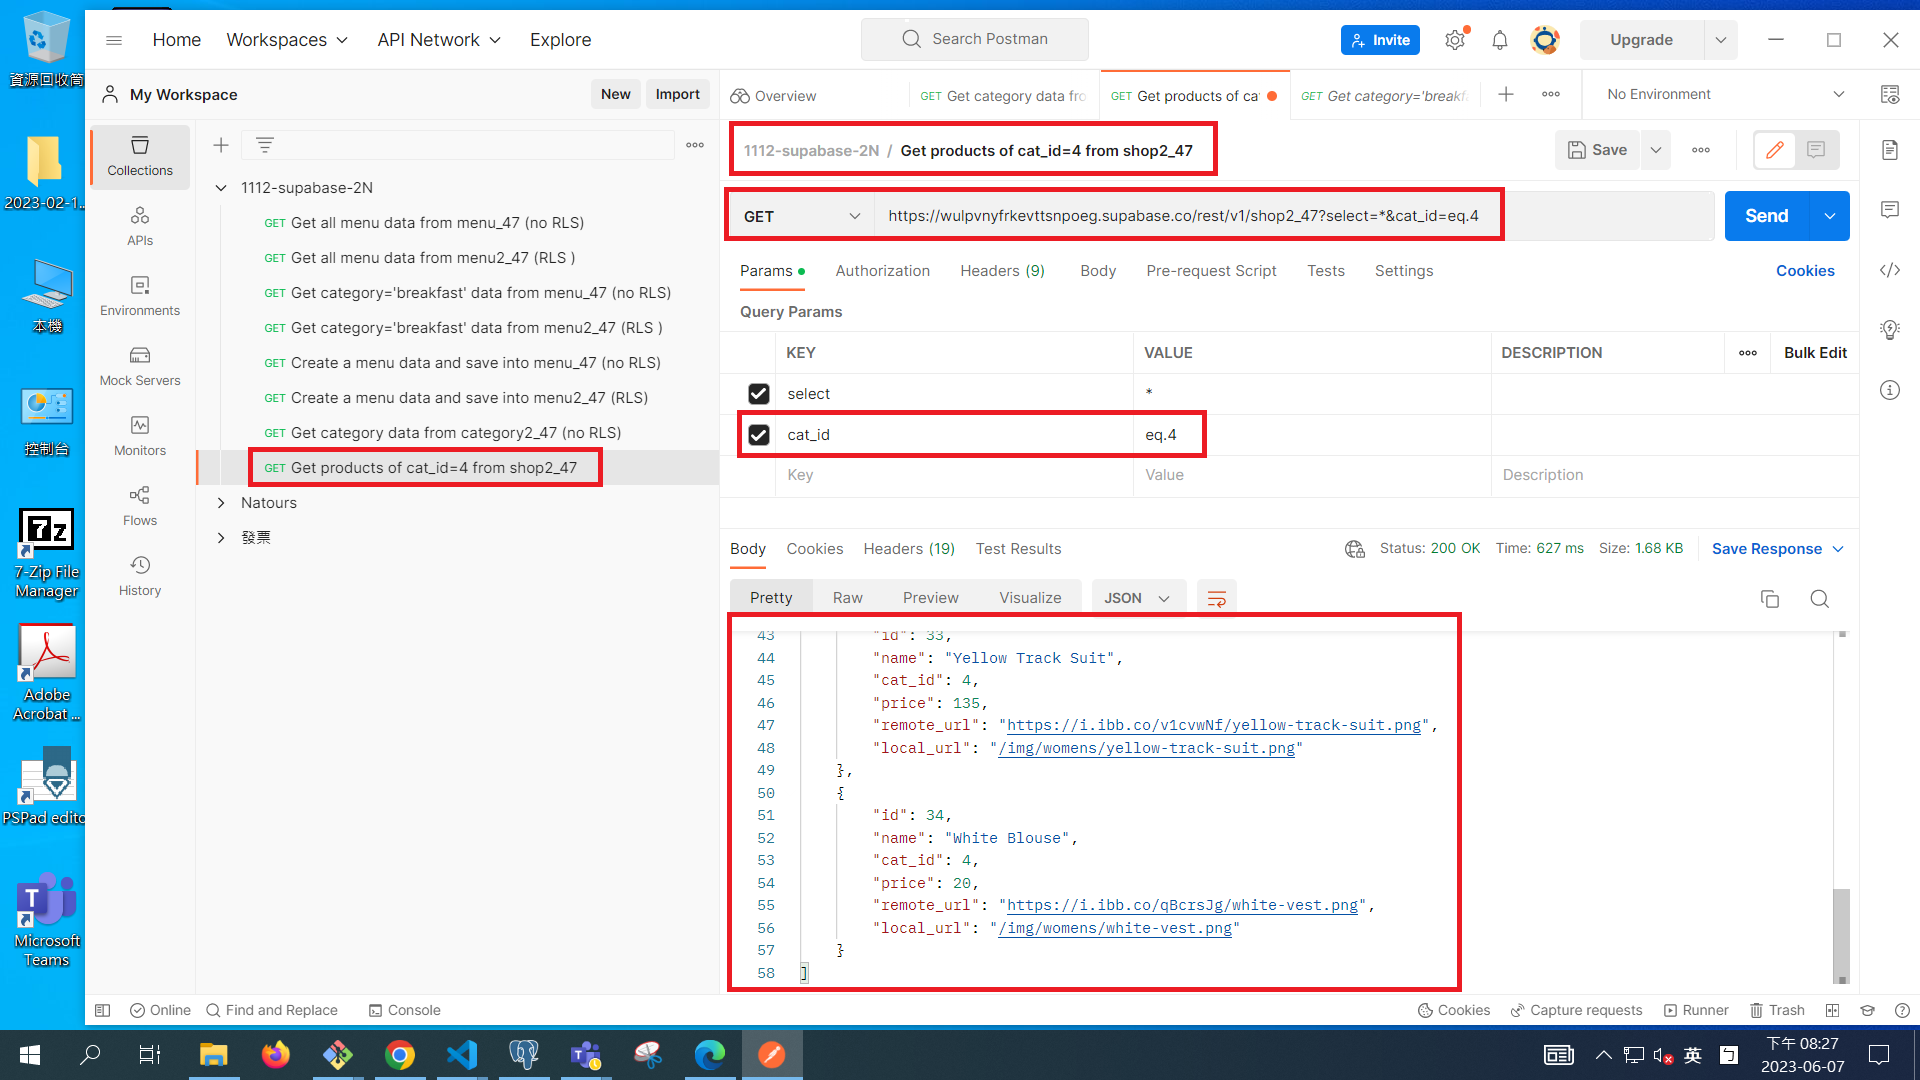 資源回收筒
2023-02-1...
本機
控制台
7-Zip File
Manager
Adobe
Acrobat ...
PSPad edito
Microsoft
Teams
Home
Workspaces
API Network
Explore
Search Postman
Invite
Upgrade
My Workspace
New
Import
Overview
GET Get category data fro
GET Get products of ca
GET Get category='breakfa
No Environment
Collections
APIs
Environments
Mock Servers
Monitors
Flows
History
1112-supabase-2N
GET Get all menu data from menu_47 (no RLS)
GET Get all menu data from menu2_47 (RLS )
GET Get category='breakfast' data from menu_47 (no RLS)
GET Get category='breakfast' data from menu2_47 (RLS )
GET Create a menu data and save into menu_47 (no RLS)
GET Create a menu data and save into menu2_47 (RLS)
GET Get category data from category2_47 (no RLS)
GET Get products of cat_id=4 from shop2_47
Natours
發票
1112-supabase-2N / Get products of cat_id=4 from shop2_47
Save
GET https://wulpvnyfrkevttsnpoeg.supabase.co/rest/v1/shop2_47?select=*&cat_id=eq.4
Send
Params
Authorization
Headers (9)
Body
Pre-request Script
Tests
Settings
Cookies
Query Params
KEY VALUE DESCRIPTION Bulk Edit
select *
cat_id eq.4
Key Value Description
Body
Cookies
Headers (19)
Test Results
Status: 200 OK Time: 627 ms Size: 1.68 KB
Save Response
Pretty
Raw
Preview
Visualize
JSON
43 "id": 33,
44 "name": "Yellow Track Suit",
45 "cat_id": 4,
46 "price": 135,
47 "remote_url": "https://i.ibb.co/v1cvwNf/yellow-track-suit.png",
48 "local_url": "/img/womens/yellow-track-suit.png"
49 },
50 {
51 "id": 34,
52 "name": "White Blouse",
53 "cat_id": 4,
54 "price": 20,
55 "remote_url": "https://i.ibb.co/qBcrsJg/white-vest.png",
56 "local_url": "/img/womens/white-vest.png"
57 }
58 ]
Online
Find and Replace
Console
Cookies
Capture requests
Runner
Trash
英
ㄅ
下午 08:27
2023-06-07